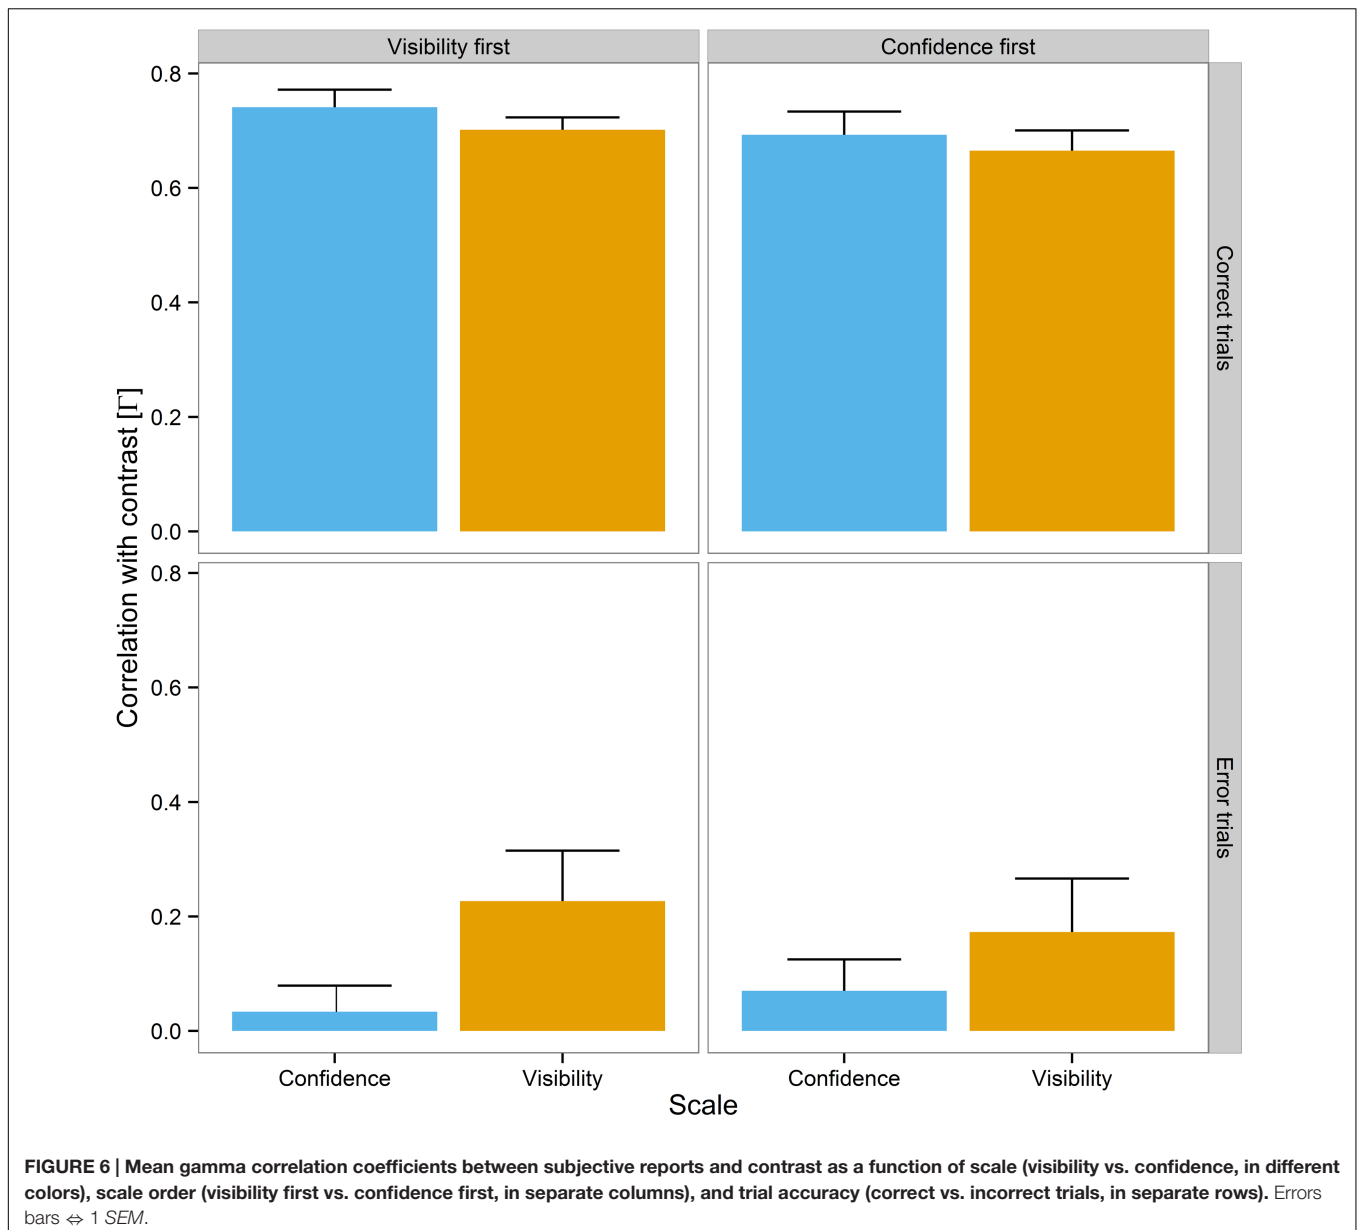 Visibility first
Confidence first
0.8
0.6
0.4
0.2
0.0
Correct trials
Correlation with contrast [Γ]
0.8
0.6
0.4
0.2
0.0
Error trials
Confidence
Visibility
Confidence
Visibility
Scale
FIGURE 6 | Mean gamma correlation coefficients between subjective reports and contrast as a function of scale (visibility vs. confidence, in different
colors), scale order (visibility first vs. confidence first, in separate columns), and trial accuracy (correct vs. incorrect trials, in separate rows). Errors
bars ⇔ 1 SEM.